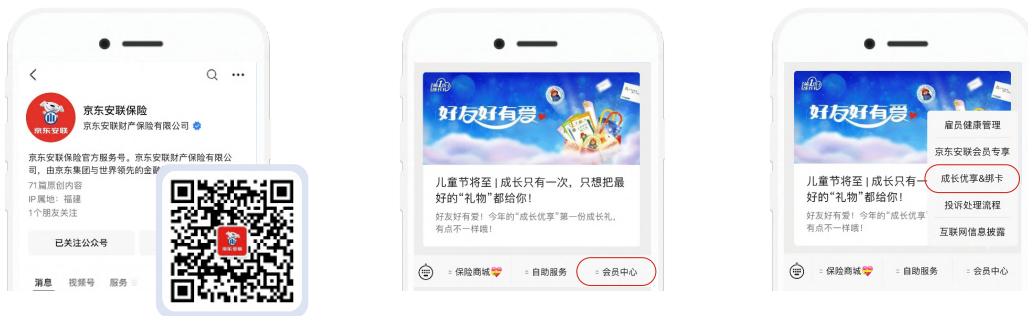 京东安联
京东安联保险
京东安联财产保险有限公司
京东安联保险官方服务号。京东安联财产保险有限公
司，由京东集团与世界领先的金融
71篇原创内容
IP属地：福建
1个朋友关注
已关注公众号
消息 视频号 服务
京东安联
好友好有爱
儿童节将至 | 成长只有一次，只想把最
好的“礼物”都给你！
好友好有爱！今年的“成长优享”第一份成长礼，
有点不一样哦！
保险商城 自助服务 会员中心
好友好有爱
雇员健康管理
京东安联会员专享
成长优享&绑卡
投诉处理流程
互联网信息披露
儿童节将至 | 成长只有一
好的“礼物”都给你！
好友好有爱！今年的“成长优享”
有点不一样哦！
保险商城 自助服务 会员中心